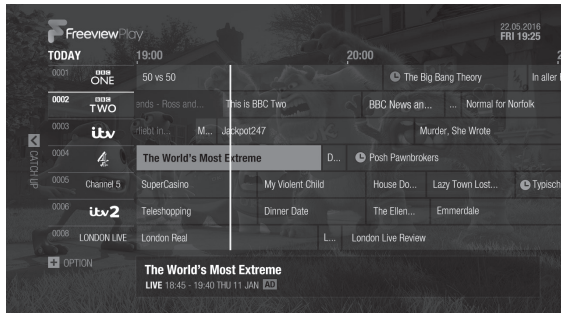 FreeviewPlay
22.05.2016
FRI 19:25
TODAY 19:00 20:00 2
0001 BBC ONE 50 vs 50 The Big Bang Theory In aller
0002 BBC TWO ends - Ross and... This is BBC Two BBC News an... ... Normal for Norfolk
0003 itv rliebt in... M... Jackpot247 Murder, She Wrote
0004 4 The World's Most Extreme D... Posh Pawnbrokers
0005 Channel 5 SuperCasino My Violent Child House Do... Lazy Town Lost... Typisch
0006 itv2 Teleshopping Dinner Date The Ellen... Emmerdale
0008 LONDON LIVE London Real L... London Live Review
CATCH-UP
+ OPTION
The World's Most Extreme
LIVE 18:45 - 19:40 THU 11 JAN AD